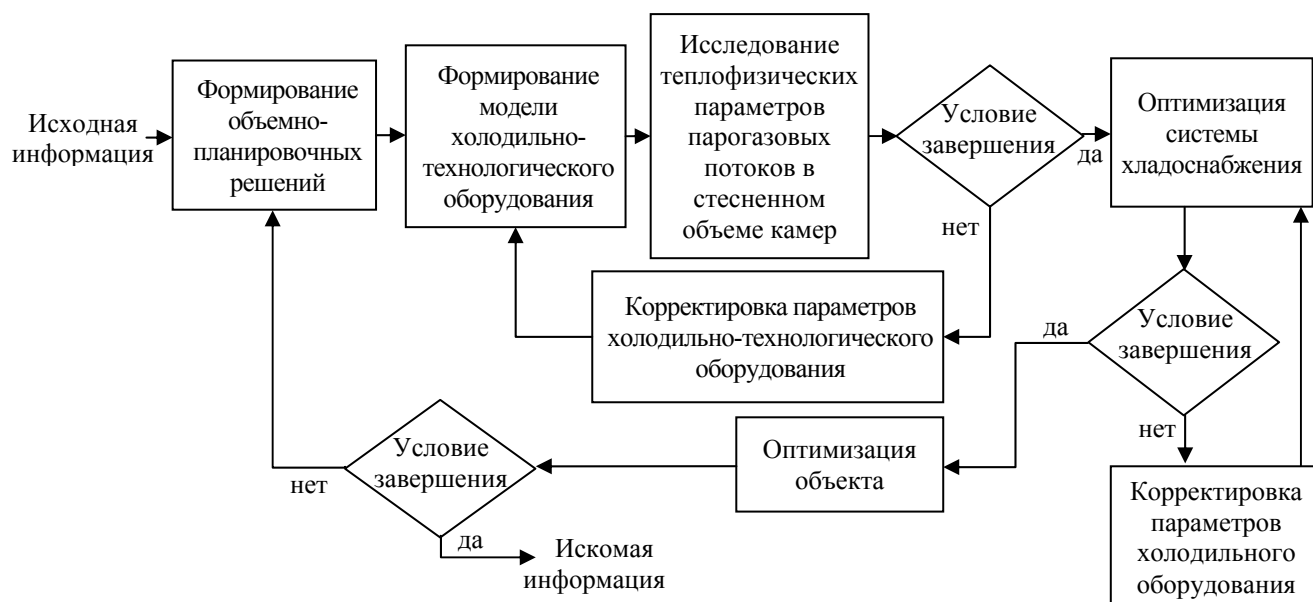 Исходная
информация
Формирование
объемно-
планировочных
решений
Формирование
модели
холодильно-
технологического
оборудования
Исследование
теплофизических
параметров
парогазовых
потоков в
стесненном
объеме камер
Условие
завершения
да
нет
Оптимизация
системы
хладоснабжения
Корректировка параметров
холодильно-технологического
оборудования
Условие
завершения
да
нет
Корректировка
параметров
холодильного
оборудования
Оптимизация
объекта
Условие
завершения
нет
да
Искомая
информация